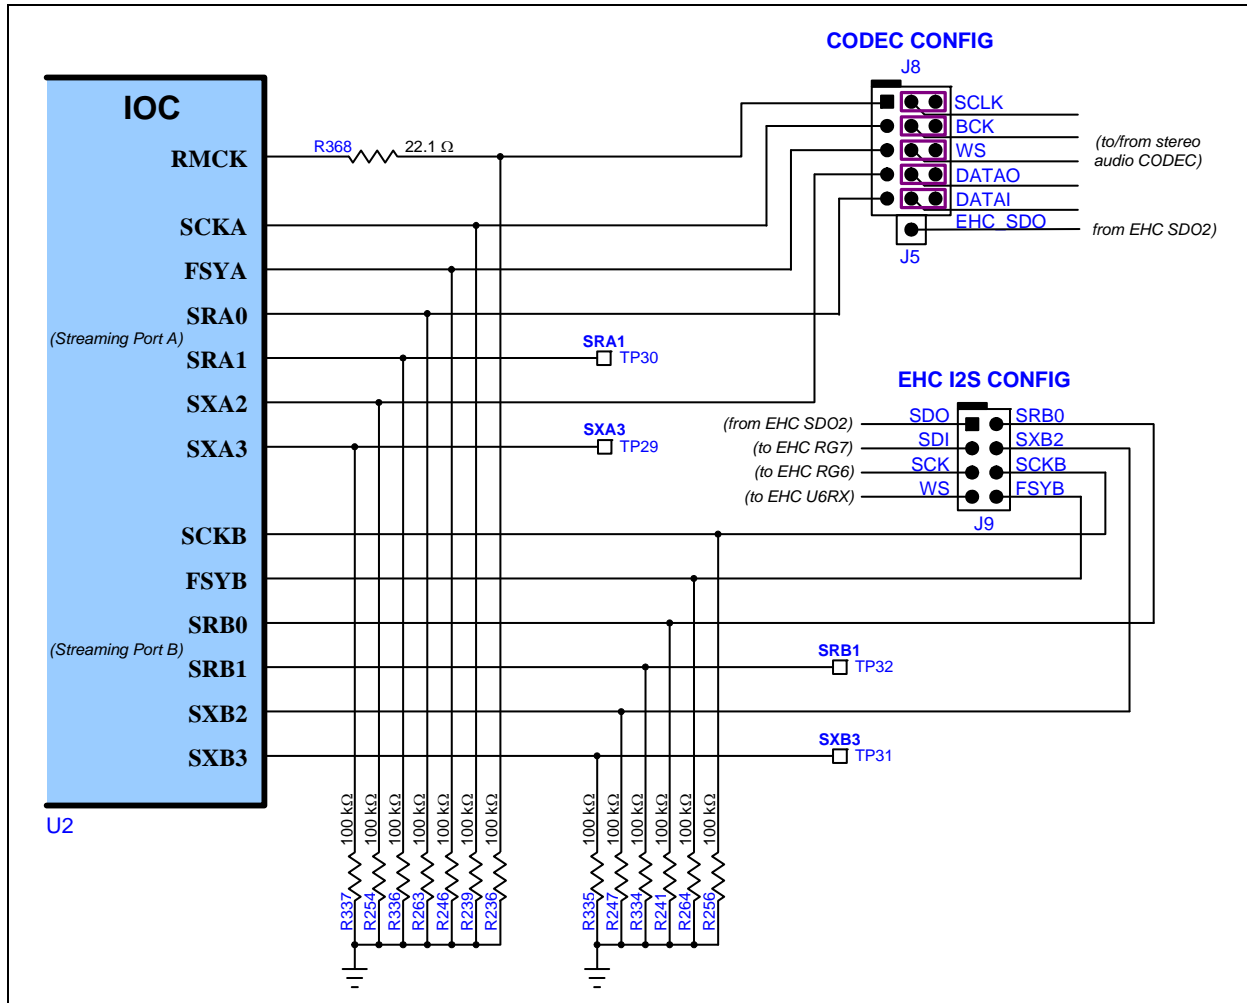 CODEC CONFIG
J8
IOC
SCLK
BCK
WS
DATAO
DATAI
EHC_SDO
(to/from stereo
audio CODEC)
from EHC SDO2)
J5
R368
22.1 Ω
RMCK
SCKA
FSYA
SRA0
(Streaming Port A)
SRA1
SXA2
SXA3
SRA1
TP30
SXA3
TP29
EHC I2S CONFIG
(from EHC SDO2)
SDO
SRB0
(to EHC RG7)
SDI
SXB2
(to EHC RG6)
SCK
SCKB
(to EHC U6RX)
WS
FSYB
J9
SCKB
FSYB
SRB0
(Streaming Port B)
SRB1
SXB2
SXB3
SRB1
TP32
SXB3
TP31
U2
100 kΩ
100 kΩ
100 kΩ
100 kΩ
100 kΩ
100 kΩ
100 kΩ
100 kΩ
100 kΩ
100 kΩ
100 kΩ
100 kΩ
100 kΩ
R337
R254
R336
R263
R246
R239
R236
R335
R247
R334
R241
R264
R256